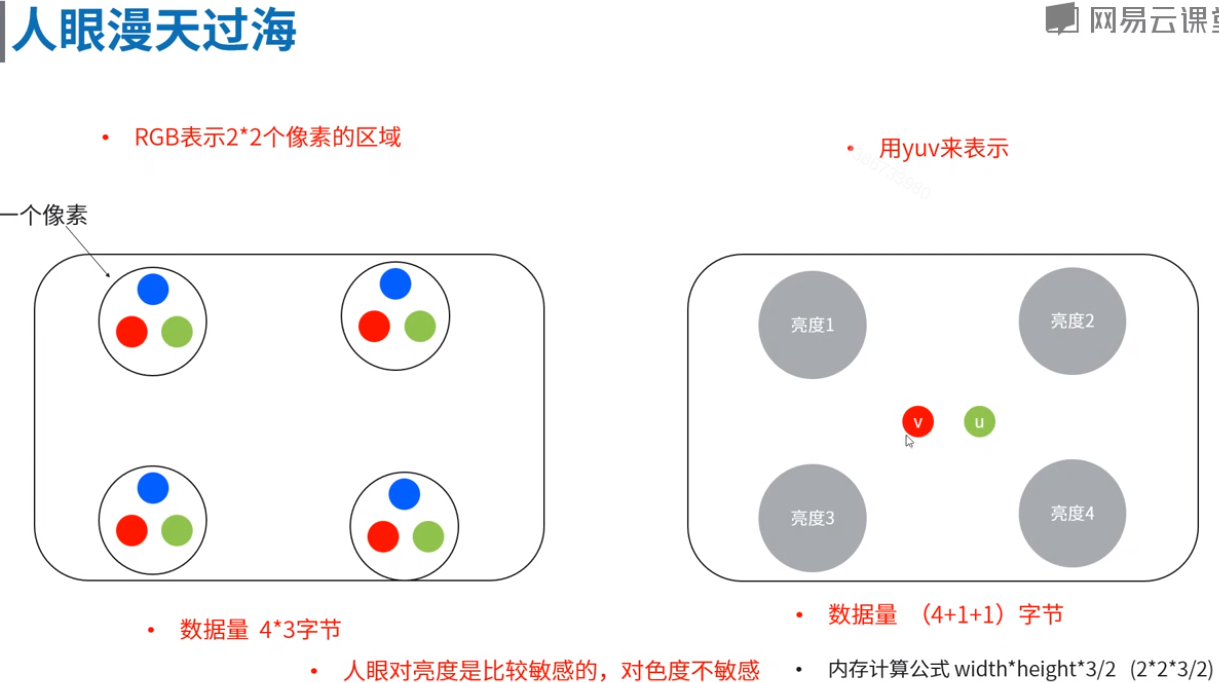 人眼漫天过海
网易云课堂
• RGB表示2*2个像素的区域
• 用yuv来表示
一个像素
亮度1
亮度2
v
u
亮度3
亮度4
• 数据量 4*3字节
• 数据量 （4+1+1）字节
• 人眼对亮度是比较敏感的，对色度不敏感
• 内存计算公式 width*height*3/2 (2*2*3/2)